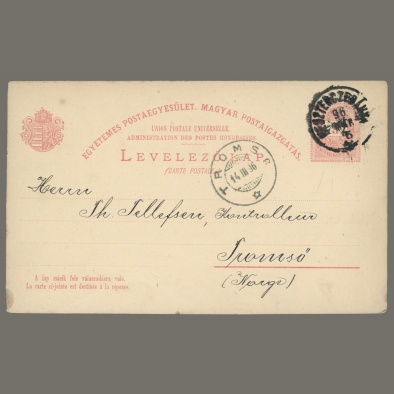 EGYETEMES POSTAEGYESÜLET. MAGYAR POSTAIGAZGATÁS.
UNION POSTALE UNIVERSELLE.
ADMINISTRATION DES POSTES HONGROISES.
LEVELEZŐ-LAP.
(CARTE POSTALE)
TROMSØ
14 III 96
Herrn
Th. Tellefsen, Kontrolleur
Tromsö
(Norge)
A lap másik fele válaszadásra való.
La carte ci-jointe est destinée à la réponse.